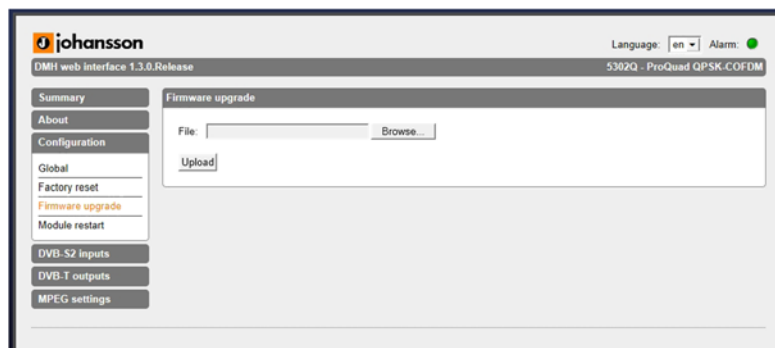 johansson
Language: en Alarm:
DMH web interface 1.3.0.Release 5302Q - ProQuad QPSK-COFDM
Summary
About
Configuration
Global
Factory reset
Firmware upgrade
Module restart
DVB-S2 inputs
DVB-T outputs
MPEG settings
Firmware upgrade
File: Browse...
Upload